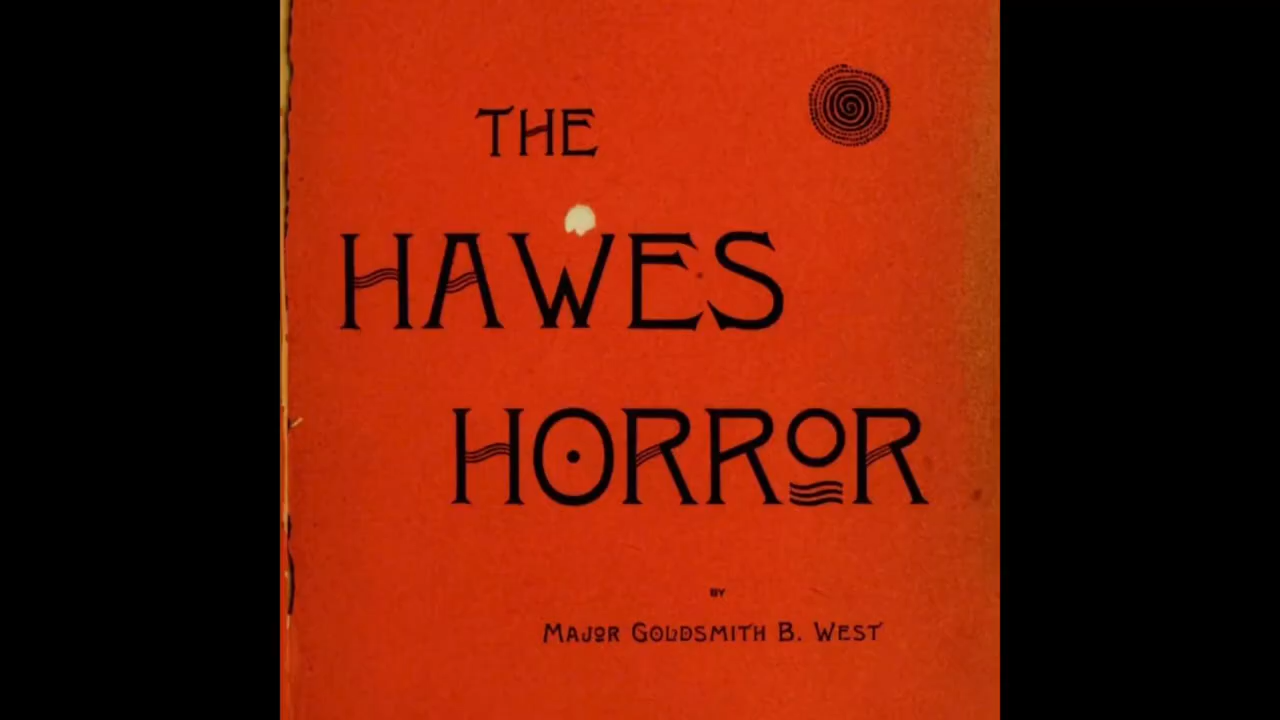 THE
HAWES
HORROR
BY
MAJOR GOLDSMITH B. WEST